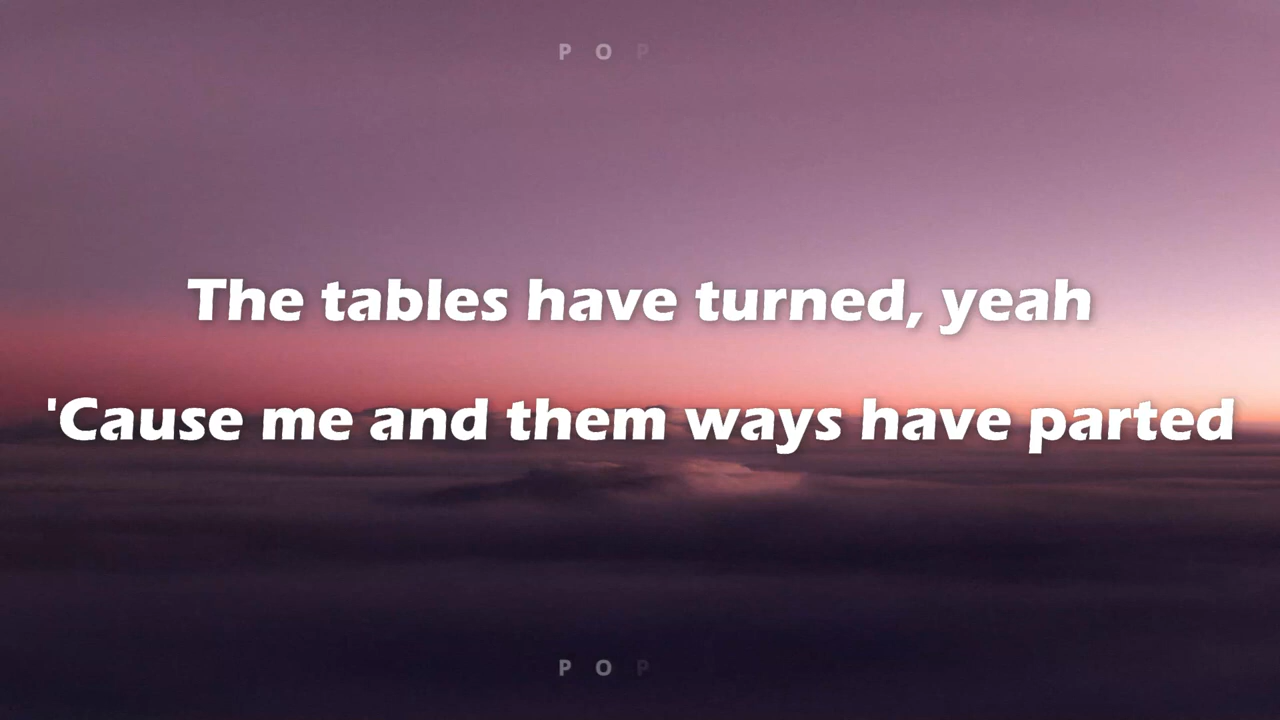 P O P
The tables have turned, yeah
'Cause me and them ways have parted
P O P